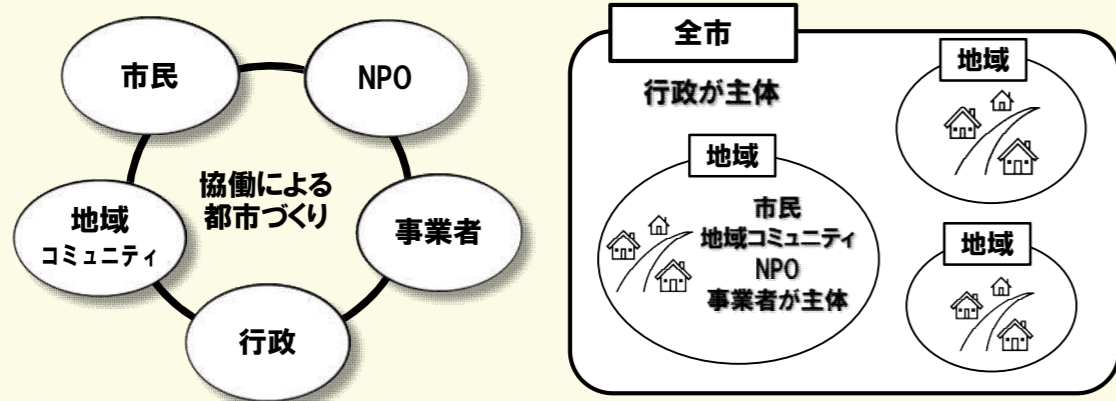 市民
NPO
協働による
都市づくり
地域
コミュニティ
事業者
行政
全市
行政が主体
地域
市民
地域コミュニティ
NPO
事業者が主体
地域
地域